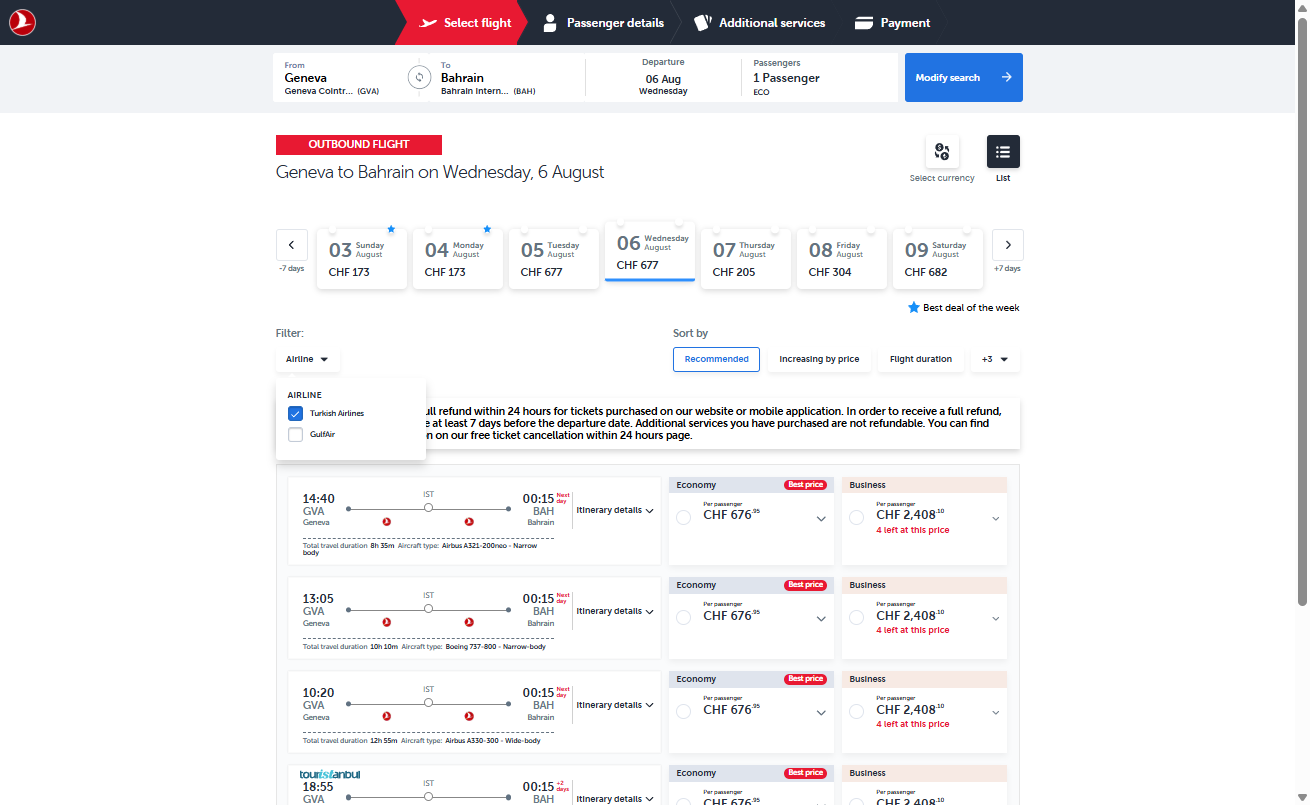 Select flight
Passenger details
Additional services
Payment
From
Geneva
Geneva Cointr... (GVA)
To
Bahrain
Bahrain Intern... (BAH)
Departure
06 Aug
Wednesday
Passengers
1 Passenger
ECO
Modify search
OUTBOUND FLIGHT
Geneva to Bahrain on Wednesday, 6 August
Select currency
List
-7 days
03 Sunday August
CHF 173
04 Monday August
CHF 173
05 Tuesday August
CHF 677
06 Wednesday August
CHF 677
07 Thursday August
CHF 205
08 Friday August
CHF 304
09 Saturday August
CHF 682
+7 days
Best deal of the week
Filter:
Airline
Sort by
Recommended
Increasing by price
Flight duration
+3
AIRLINE
Turkish Airlines
GulfAir
ull refund within 24 hours for tickets purchased on our website or mobile application. In order to receive a full refund,
e at least 7 days before the departure date. Additional services you have purchased are not refundable. You can find
n on our free ticket cancellation within 24 hours page.
14:40
GVA
Geneva
IST
00:15 Next day
BAH
Bahrain
Itinerary details
Total travel duration 8h 35m Aircraft type: Airbus A321-200neo - Narrow
body
Economy
Best price
Per passenger
CHF 676.95
Business
Per passenger
CHF 2,408.10
4 left at this price
13:05
GVA
Geneva
IST
00:15 Next day
BAH
Bahrain
Itinerary details
Total travel duration 10h 10m Aircraft type: Boeing 737-800 - Narrow-body
Economy
Best price
Per passenger
CHF 676.95
Business
Per passenger
CHF 2,408.10
4 left at this price
10:20
GVA
Geneva
IST
00:15 Next day
BAH
Bahrain
Itinerary details
Total travel duration 12h 55m Aircraft type: Airbus A330-300 - Wide-body
Economy
Best price
Per passenger
CHF 676.95
Business
Per passenger
CHF 2,408.10
4 left at this price
touristanbul
18:55
GVA
IST
00:15 +2 days
BAH
Itinerary details
Economy
Best price
Per passenger
CHF 676.95
Business
Per passenger
CHF 2,408.10